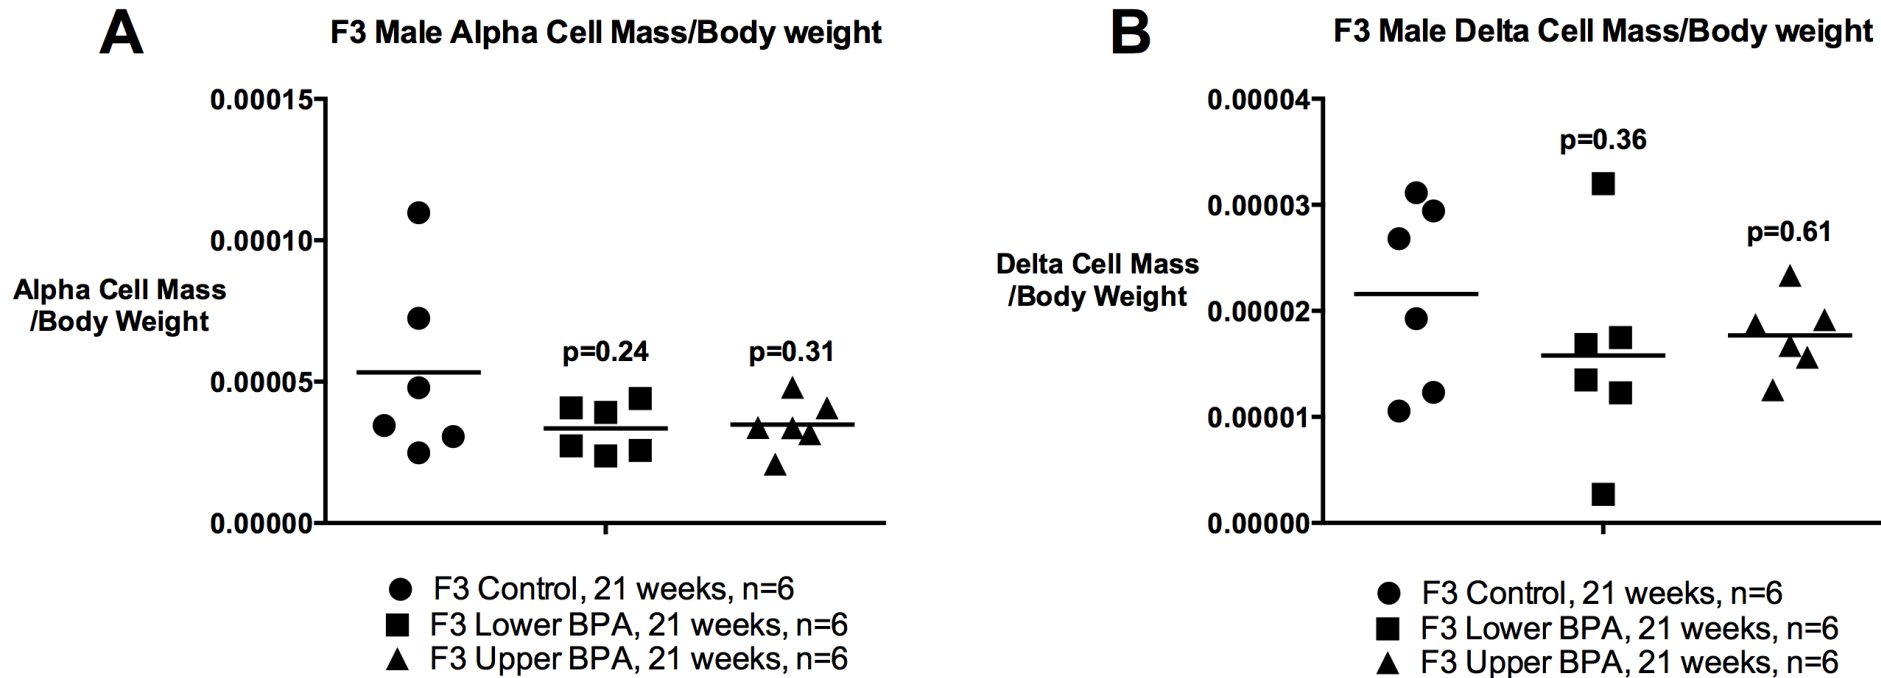 A
F3 Male Alpha Cell Mass/Body weight
0.00015
0.00010
0.00005
0.00000
Alpha Cell Mass
/Body Weight
p=0.24
p=0.31
F3 Control, 21 weeks, n=6
F3 Lower BPA, 21 weeks, n=6
F3 Upper BPA, 21 weeks, n=6
B
F3 Male Delta Cell Mass/Body weight
0.00004
0.00003
0.00002
0.00001
0.00000
Delta Cell Mass
/Body Weight
p=0.36
p=0.61
F3 Control, 21 weeks, n=6
F3 Lower BPA, 21 weeks, n=6
F3 Upper BPA, 21 weeks, n=6